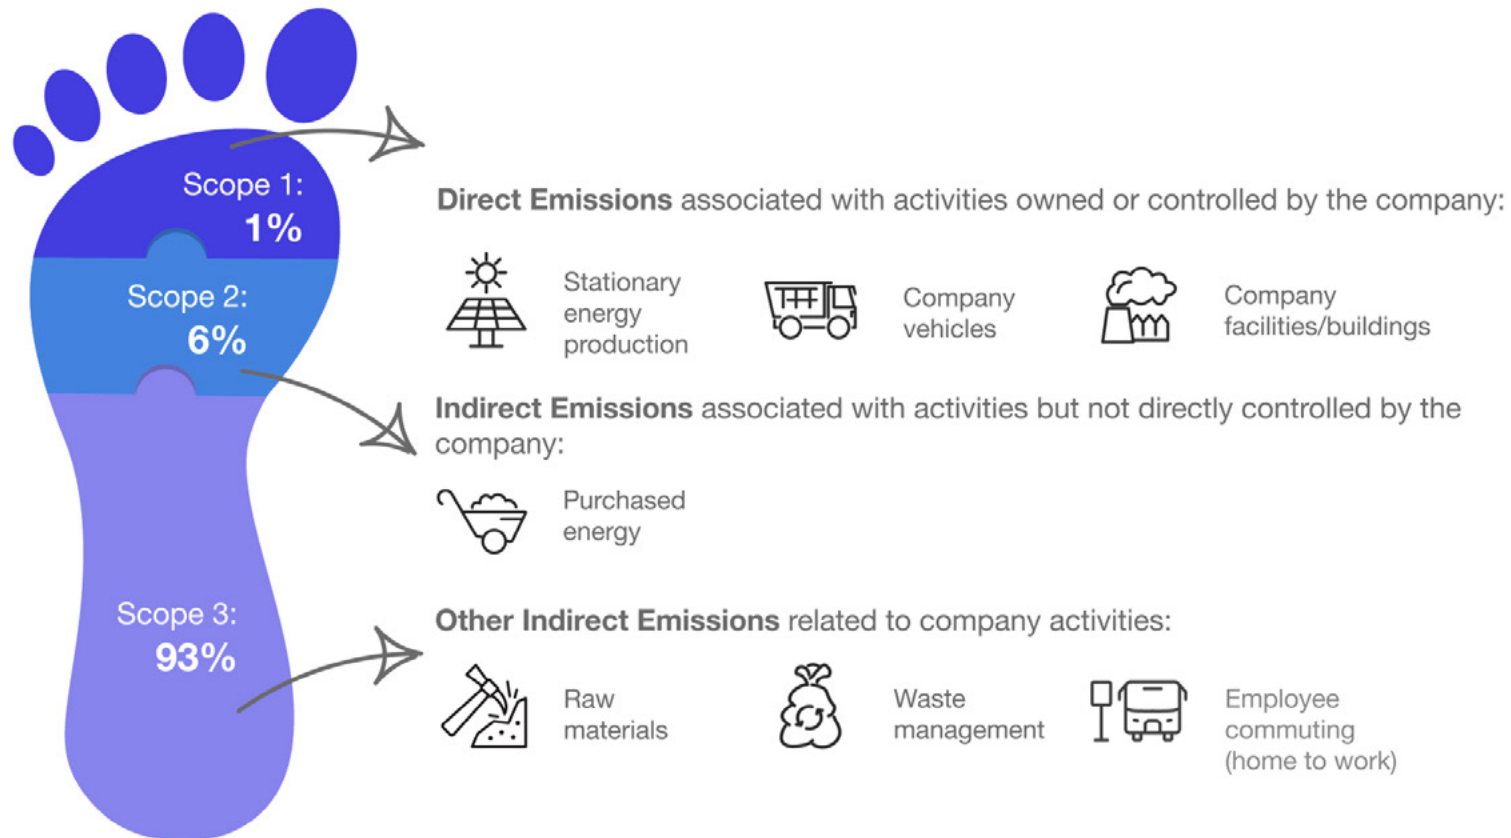 Scope 1:
1%
Direct Emissions associated with activities owned or controlled by the company:
Stationary
energy
production
Company
vehicles
Company
facilities/buildings
Scope 2:
6%
Indirect Emissions associated with activities but not directly controlled by the
company:
Purchased
energy
Scope 3:
93%
Other Indirect Emissions related to company activities:
Raw
materials
Waste
management
Employee
commuting
(home to work)